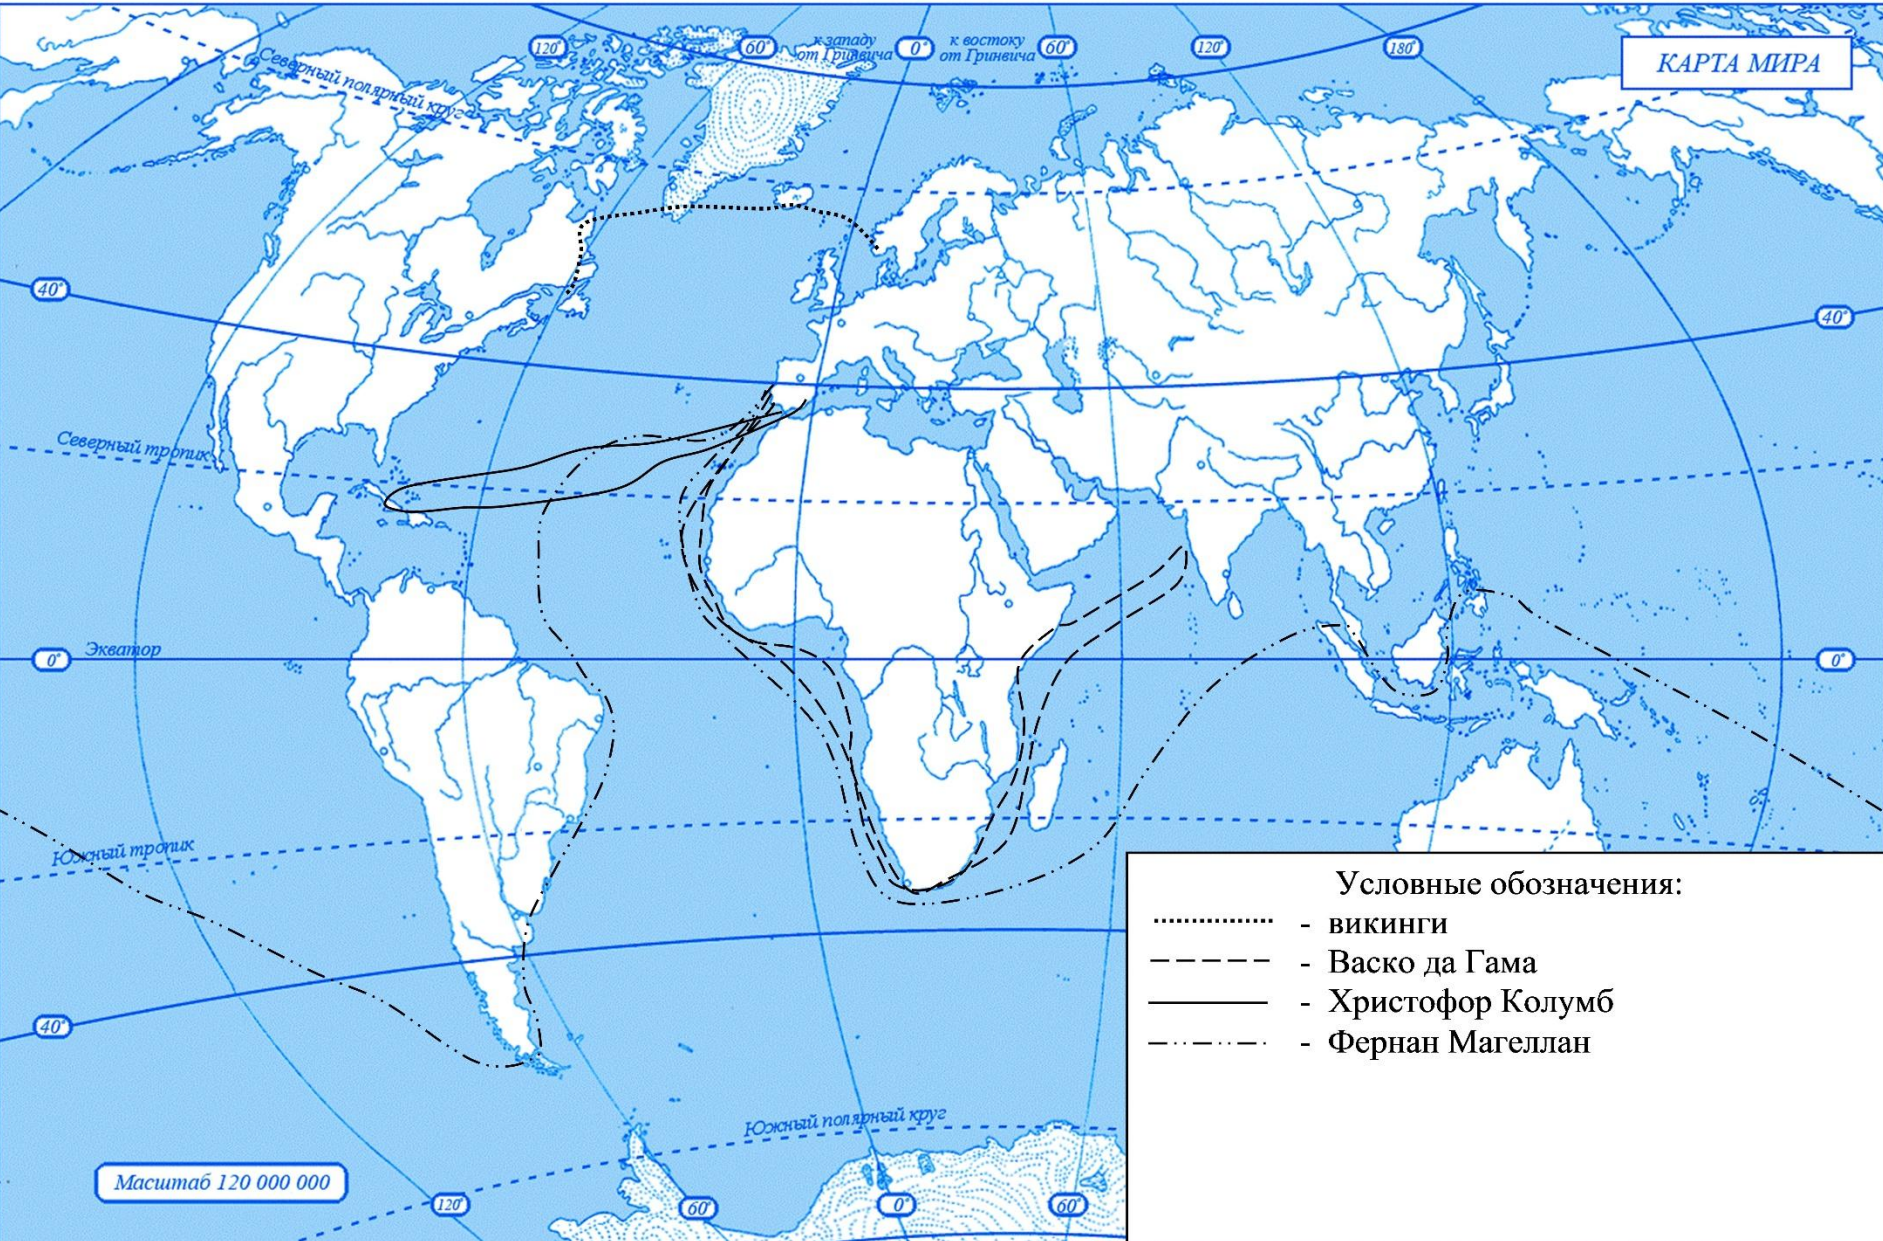 120°
60°
к западу
от Гринвича
0°
к востоку
от Гринвича
60°
120°
180°
КАРТА МИРА
Северный полярный круг
40°
40°
Северный тропик
Экватор
0°
0°
Южный тропик
40°
Условные обозначения:
- викинги
- Васко да Гама
- Христофор Колумб
- Фернан Магеллан
Южный полярный круг
Масштаб 120 000 000
120°
60°
0°
60°